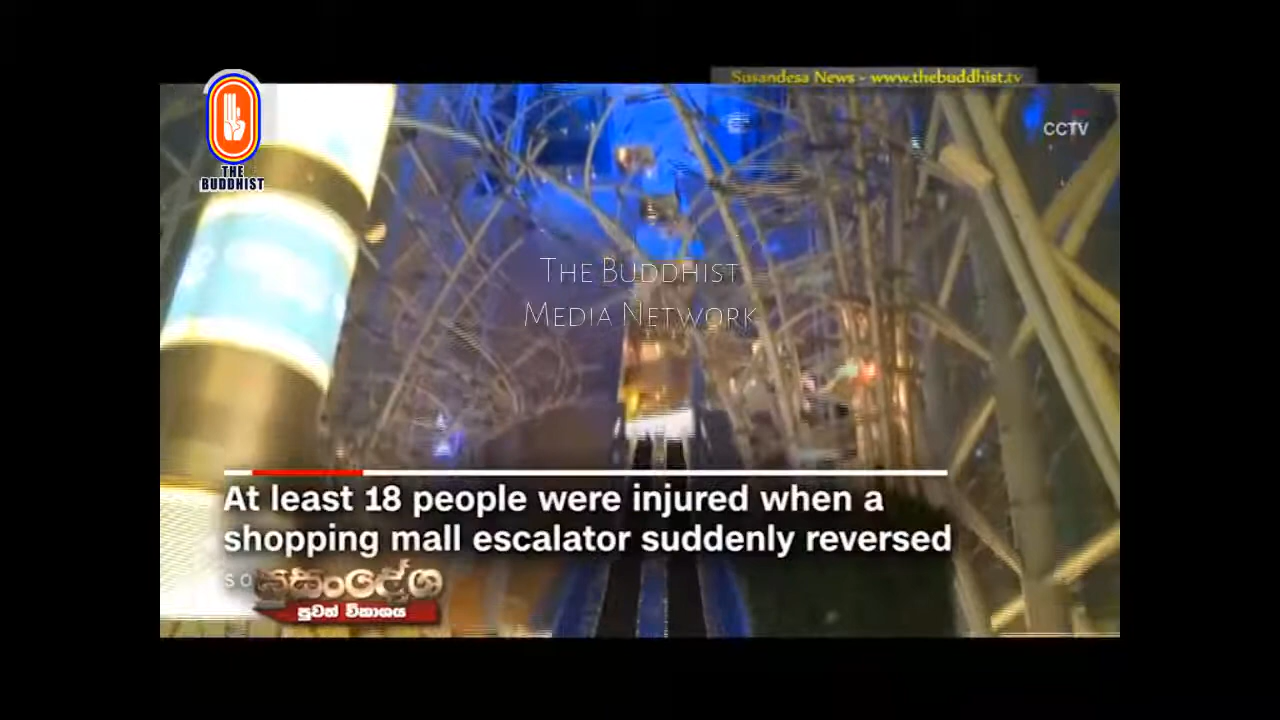 Susandesa News - www.thebuddhist.tv
CCTV
THE
BUDDHIST
THE BUDDHIST
MEDIA NETWORK
At least 18 people were injured when a
shopping mall escalator suddenly reversed
සුසංදේශ
පුවත් විකාශය